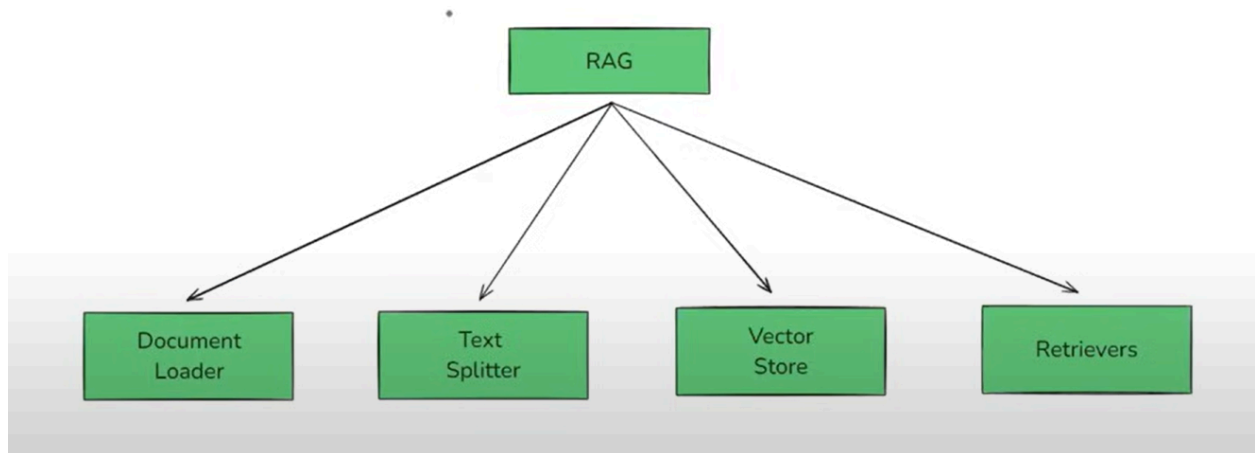 RAG
Document
Loader
Text
Splitter
Vector
Store
Retrievers